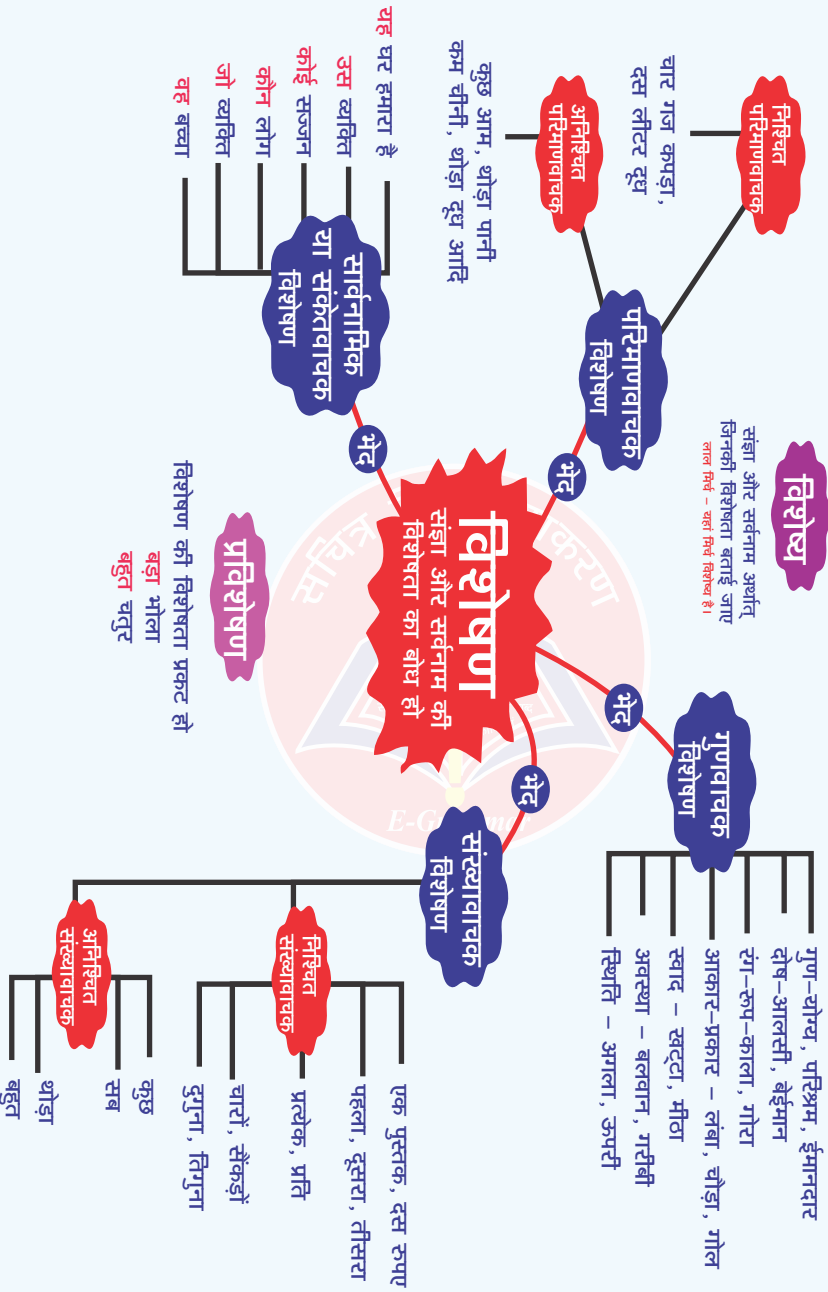 विशेषण
संज्ञा और सर्वनाम की
विशेषता का बोध हो
भेद
परिमाणवाचक
विशेषण
निश्चित
परिमाणवाचक
चार गज कपड़ा,
दस लीटर दूध
अनिश्चित
परिमाणवाचक
कुछ आम, थोड़ा पानी
कम चीनी, थोड़ा दूध आदि
विशेष्य
संज्ञा और सर्वनाम अर्थात्
जिनकी विशेषता बताई जाए
लाल मिर्च – यहां मिर्च विशेष्य है।
भेद
गुणवाचक
विशेषण
गुण-योग्य, परिश्रम, ईमानदार
दोष-आलसी, बेईमान
रंग-रूप-काला, गोरा
आकार-प्रकार – लंबा, चौड़ा, गोल
स्वाद – खट्टा, मीठा
अवस्था – बलवान, गरीबी
स्थिति – अगला, ऊपरी
भेद
सार्वनामिक
या संकेतवाचक
विशेषण
यह घर हमारा है
उस व्यक्ति
कोई सज्जन
कौन लोग
जो व्यक्ति
वह बच्चा
प्रविशेषण
विशेषण की विशेषता प्रकट हो
बड़ा भोला
बहुत चतुर
भेद
संख्यावाचक
विशेषण
निश्चित
संख्यावाचक
एक पुस्तक, दस रुपए
पहला, दूसरा, तीसरा
प्रत्येक, प्रति
चारों, सैंकड़ों
दुगुना, तिगुना
अनिश्चित
संख्यावाचक
कुछ
सब
थोड़ा
बहुत
सचित्र